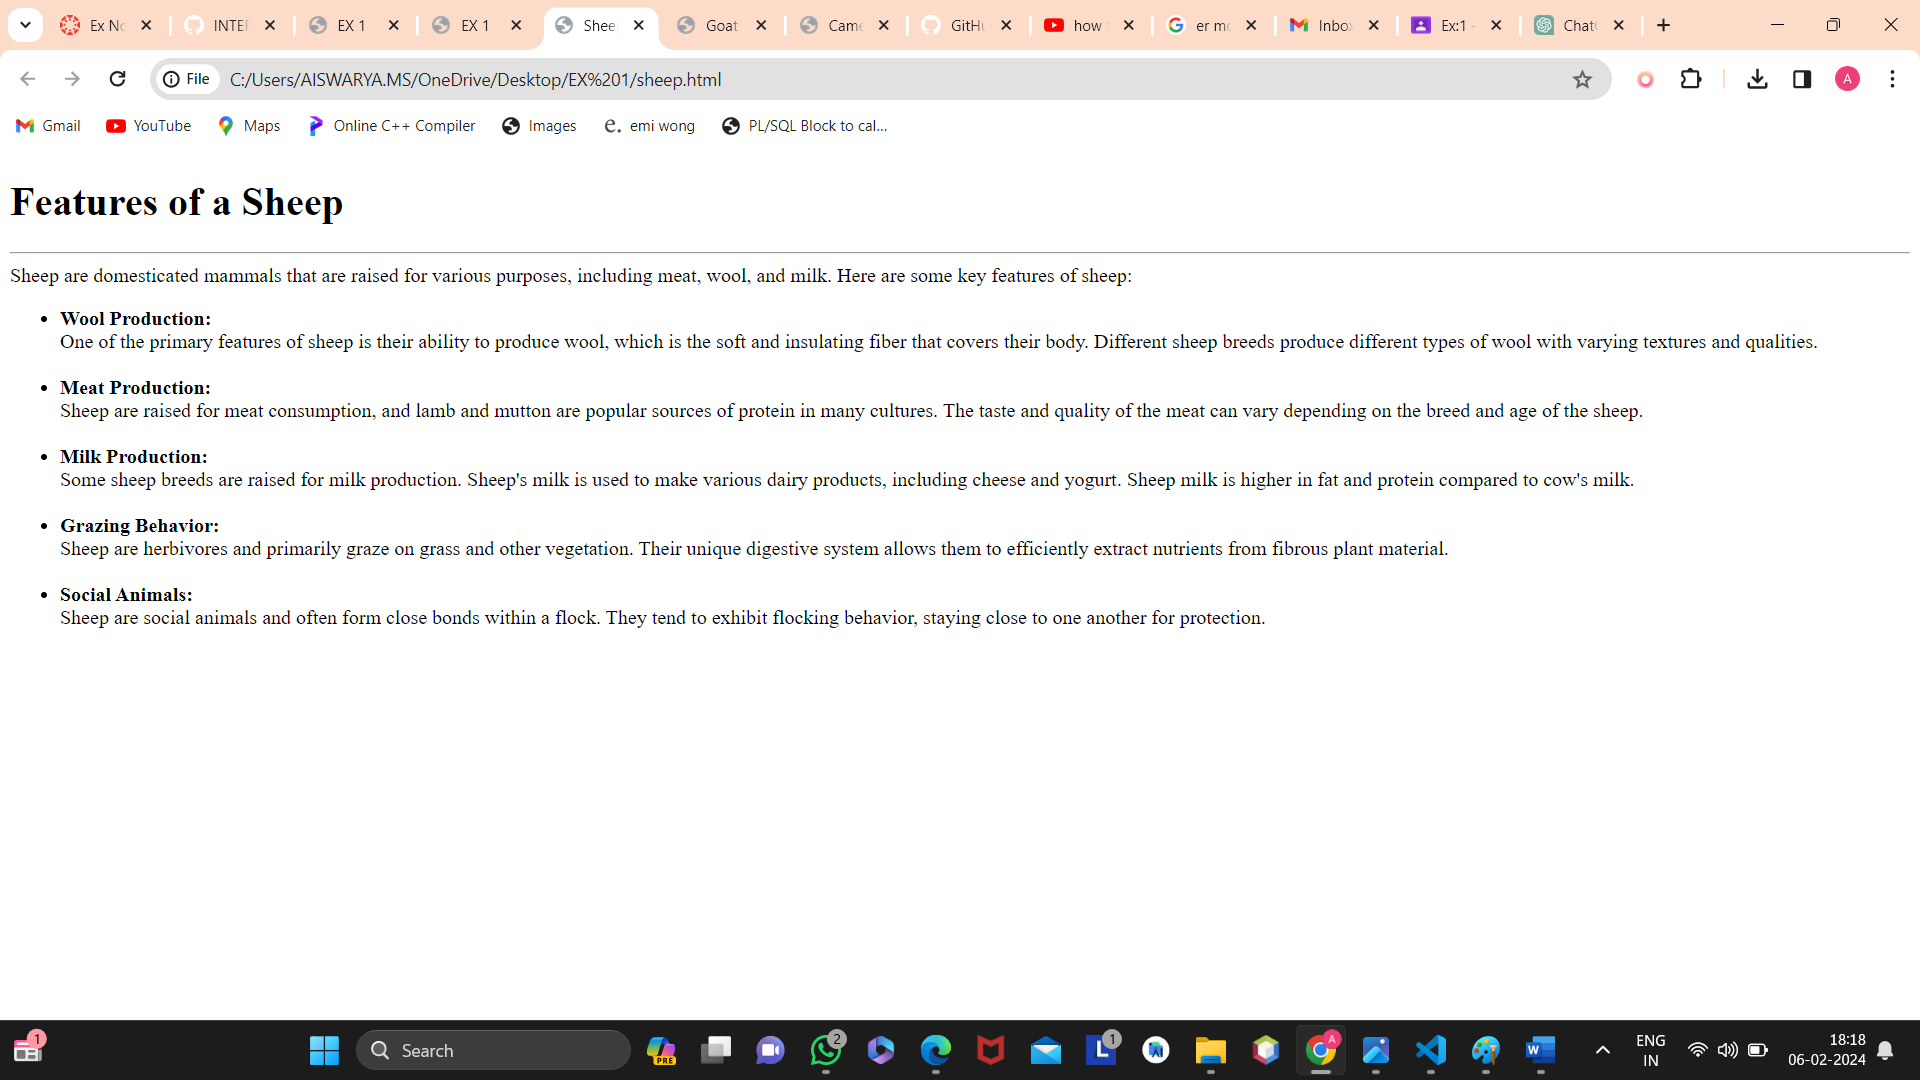 Ex No
INTER
EX 1
EX 1
Shee
Goat
Came
GitHu
how
er mo
Inbox
Ex:1 -
Chat
File
C:/Users/AISWARYA.MS/OneDrive/Desktop/EX%201/sheep.html
A
Gmail
YouTube
Maps
Online C++ Compiler
Images
e. emi wong
PL/SQL Block to cal...
Features of a Sheep
Sheep are domesticated mammals that are raised for various purposes, including meat, wool, and milk. Here are some key features of sheep:
• Wool Production:
One of the primary features of sheep is their ability to produce wool, which is the soft and insulating fiber that covers their body. Different sheep breeds produce different types of wool with varying textures and qualities.
• Meat Production:
Sheep are raised for meat consumption, and lamb and mutton are popular sources of protein in many cultures. The taste and quality of the meat can vary depending on the breed and age of the sheep.
• Milk Production:
Some sheep breeds are raised for milk production. Sheep's milk is used to make various dairy products, including cheese and yogurt. Sheep milk is higher in fat and protein compared to cow's milk.
• Grazing Behavior:
Sheep are herbivores and primarily graze on grass and other vegetation. Their unique digestive system allows them to efficiently extract nutrients from fibrous plant material.
• Social Animals:
Sheep are social animals and often form close bonds within a flock. They tend to exhibit flocking behavior, staying close to one another for protection.
1
Search
PRE
2
L
1
A
W
ENG
IN
18:18
06-02-2024